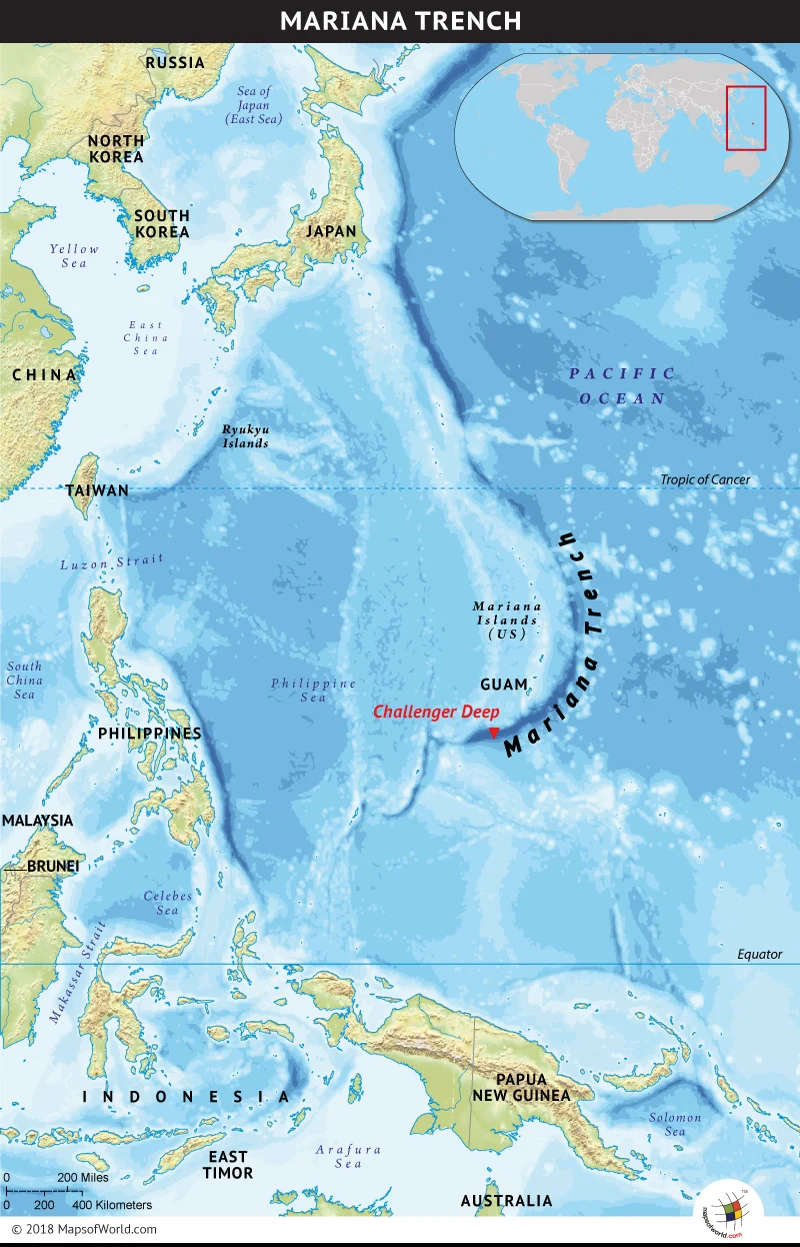 MARIANA TRENCH
RUSSIA
Sea of
Japan
(East Sea)
NORTH
KOREA
SOUTH
KOREA
JAPAN
Yellow
Sea
East
China
Sea
CHINA
PACIFIC
OCEAN
Ryukyu
Islands
Tropic of Cancer
TAIWAN
Luzon Strait
Mariana Trench
Mariana
Islands
(US)
South
China
Sea
Philippine
Sea
GUAM
Challenger Deep
PHILIPPINES
MALAYSIA
BRUNEI
Celebes
Sea
Makassar Strait
Equator
INDONESIA
PAPUA
NEW GUINEA
Solomon
Sea
EAST
TIMOR
Arafura
Sea
AUSTRALIA
0 200 Miles
0 200 400 Kilometers
© 2018 MapsofWorld.com
mapsofworld.com
TM